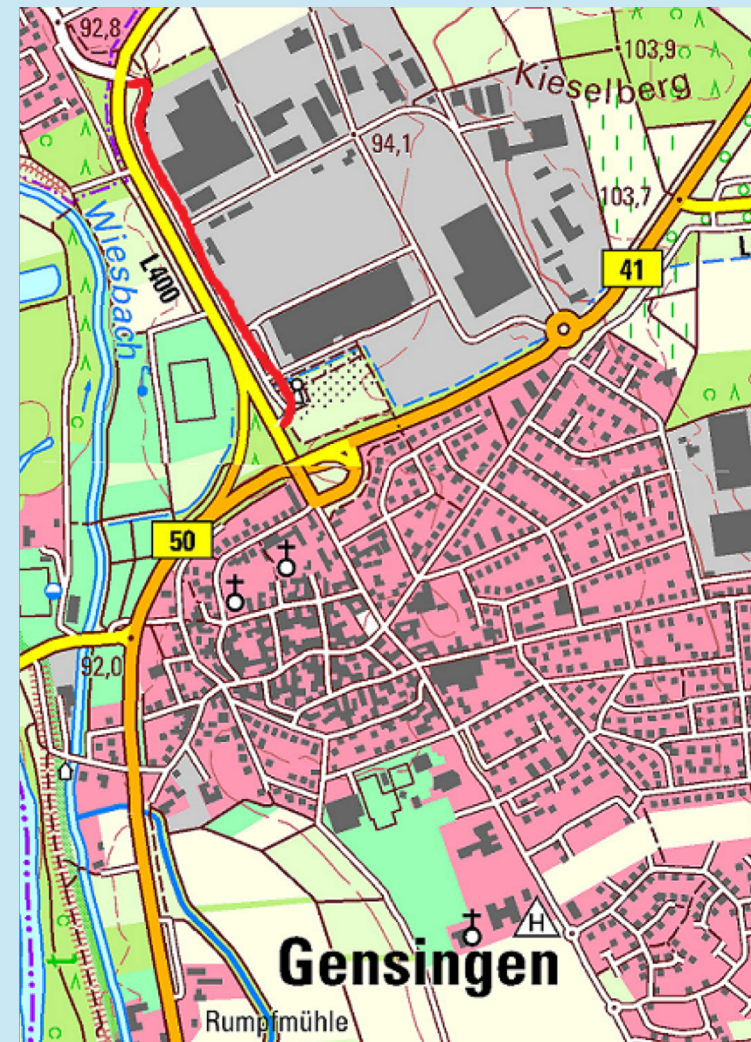 92,8
103,9
Kieselberg
94,1
103,7
Wiesbach
L400
41
L
50
92,0
H
Gensingen
Rumpfmühle